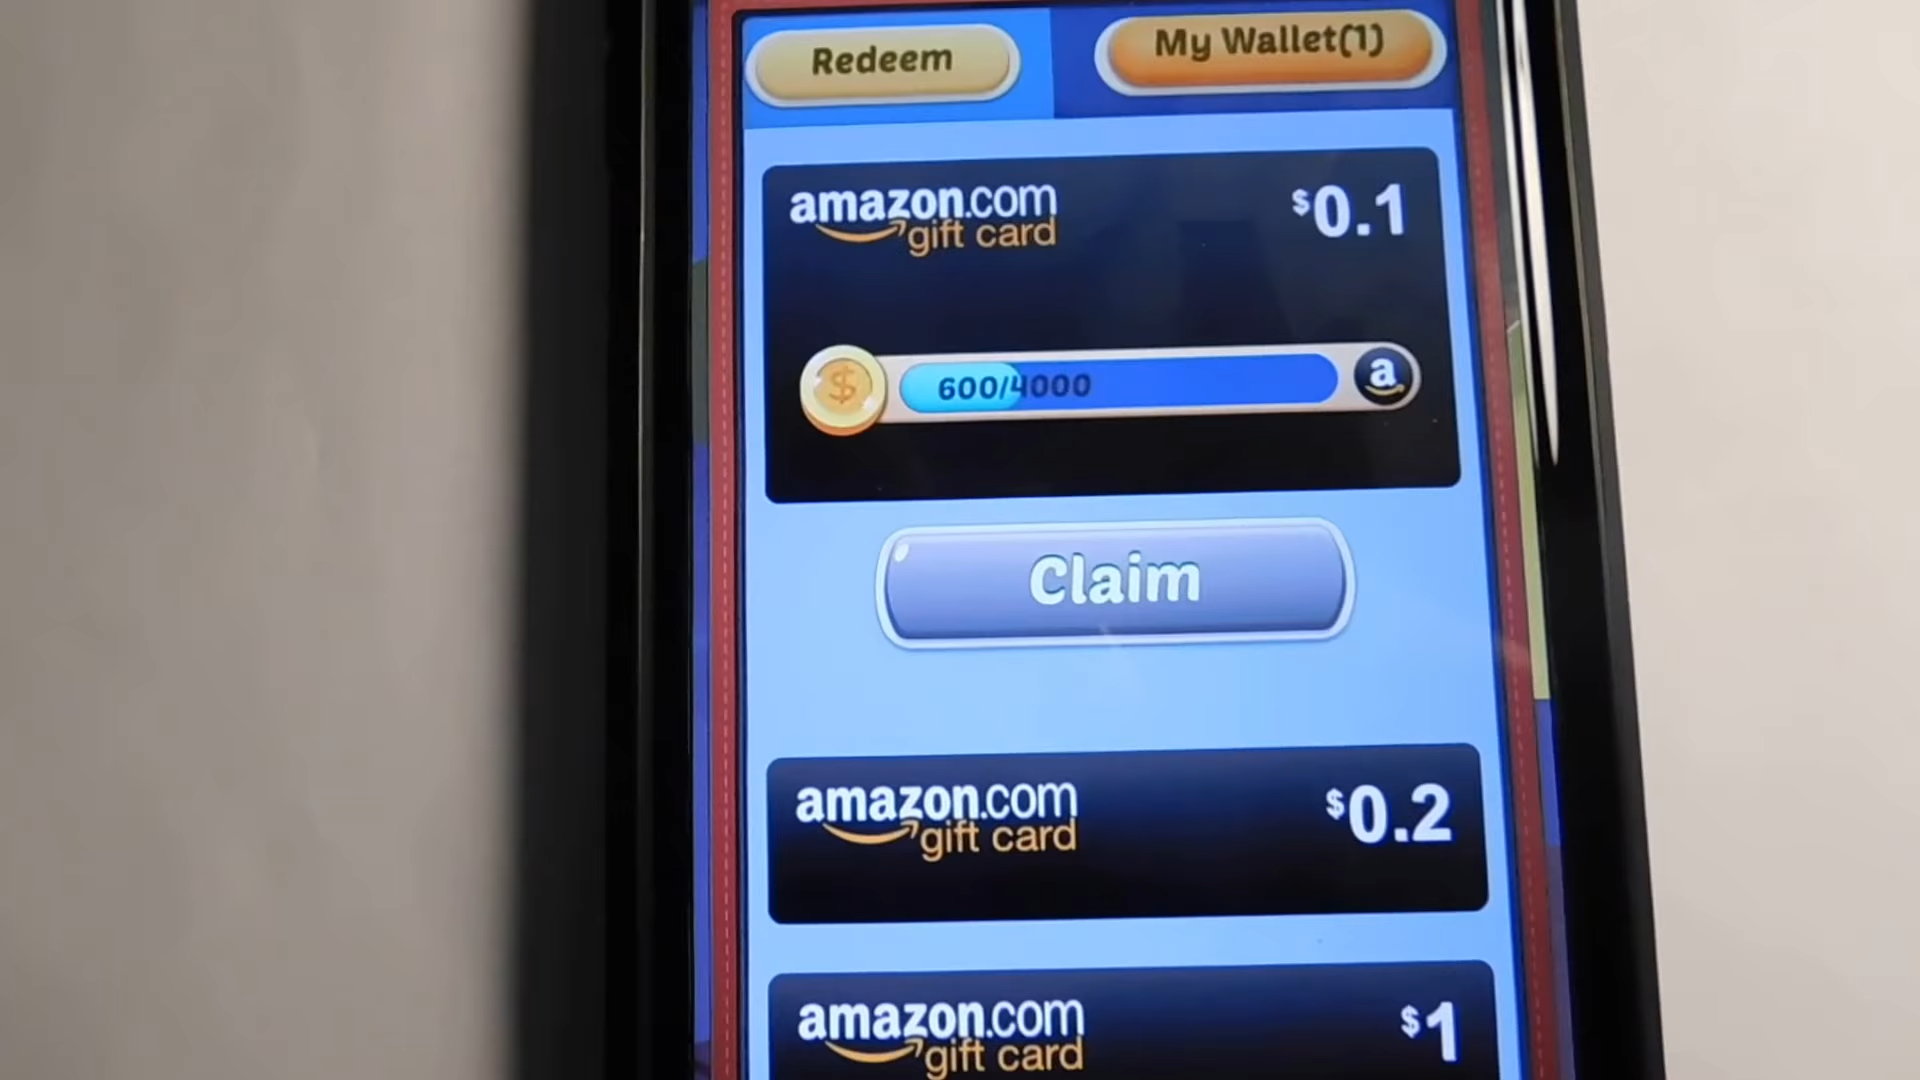 Redeem
My Wallet(1)
amazon.com
gift card
$0.1
$
600/4000
a
Claim
amazon.com
gift card
$0.2
amazon.com
gift card
$1